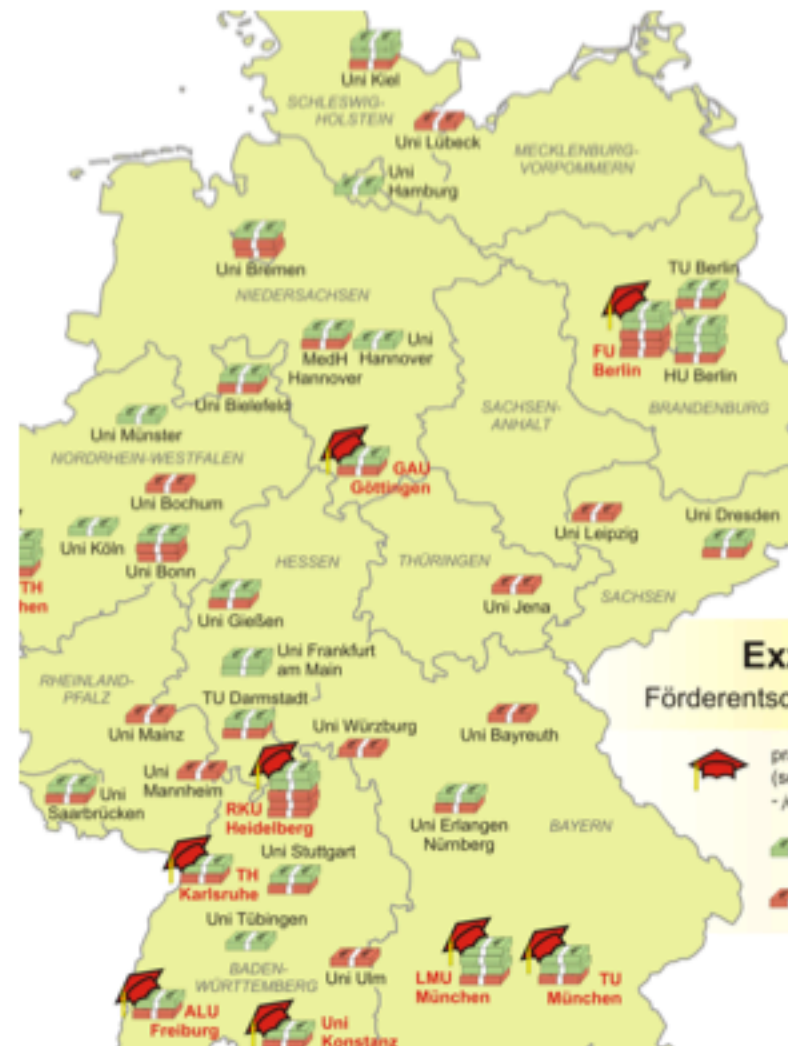 Uni Kiel
SCHLESWIG-
HOLSTEIN
Uni Lübeck
MECKLENBURG-
VORPOMMERN
Uni
Hamburg
Uni Bremen
NIEDERSACHSEN
TU Berlin
FU
Berlin
HU Berlin
BRANDENBURG
MedH
Hannover
Uni
Hannover
Uni Bielefeld
SACHSEN-
ANHALT
Uni Münster
NORDRHEIN-WESTFALEN
GAU
Göttingen
Uni Bochum
Uni Leipzig
Uni Dresden
Uni Köln
Uni Bonn
HESSEN
THÜRINGEN
TH
hen
Uni Jena
SACHSEN
Uni Gießen
Uni Frankfurt
am Main
Ex
Förderentsc
RHEINLAND-
PFALZ
TU Darmstadt
Uni Mainz
Uni Würzburg
Uni Bayreuth
Uni
Mannheim
Uni
Saarbrücken
RKU
Heidelberg
Uni Erlangen
Nürnberg
BAYERN
Uni Stuttgart
TH
Karlsruhe
Uni Tübingen
BADEN-
WÜRTTEMBERG
Uni Ulm
LMU
München
TU
München
ALU
Freiburg
Uni
Konstanz